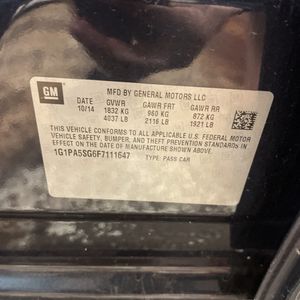 GM
MFD BY GENERAL MOTORS LLC
DATE GVWR GAWR FRT GAWR RR
10/14 1832 KG 960 KG 872 KG
4037 LB 2116 LB 1921 LB
THIS VEHICLE CONFORMS TO ALL APPLICABLE U.S. FEDERAL MOTOR
VEHICLE SAFETY, BUMPER, AND THEFT PREVENTION STANDARDS IN
EFFECT ON THE DATE OF MANUFACTURE SHOWN ABOVE.
1G1PA5SG6F7111647 TYPE: PASS CAR